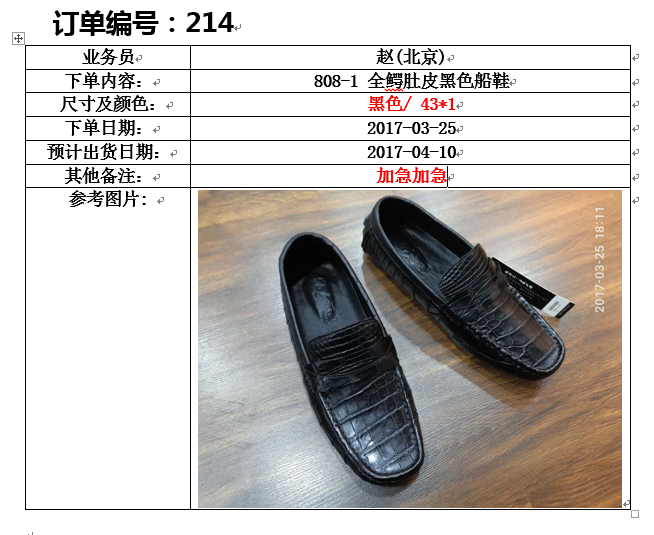 订单编号：214
业务员 赵(北京)
下单内容： 808-1 全鳄肚皮黑色船鞋
尺寸及颜色： 黑色/ 43*1
下单日期： 2017-03-25
预计出货日期： 2017-04-10
其他备注： 加急加急
参考图片:
2017-03-25 18:11